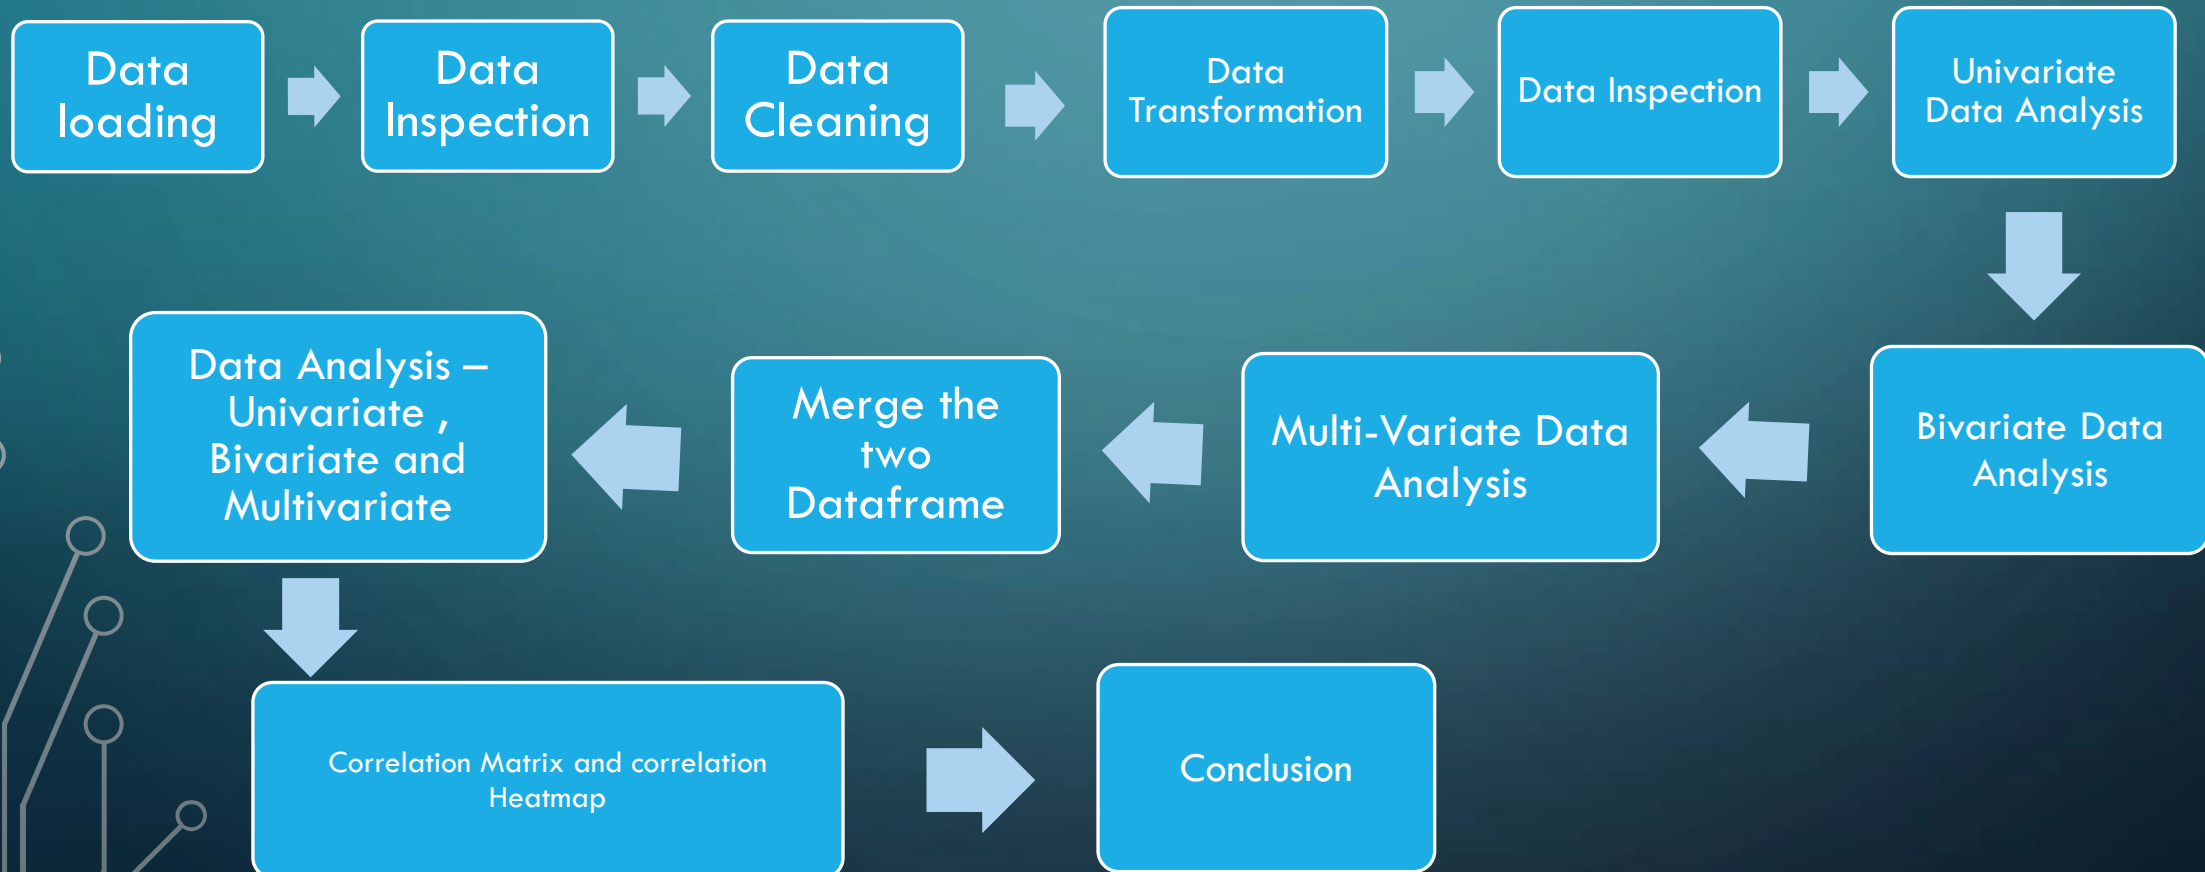 Data
loading
Data
Inspection
Data
Cleaning
Data
Transformation
Data Inspection
Univariate
Data Analysis
Bivariate Data
Analysis
Multi-Variate Data
Analysis
Merge the
two
Dataframe
Data Analysis –
Univariate ,
Bivariate and
Multivariate
Correlation Matrix and correlation
Heatmap
Conclusion